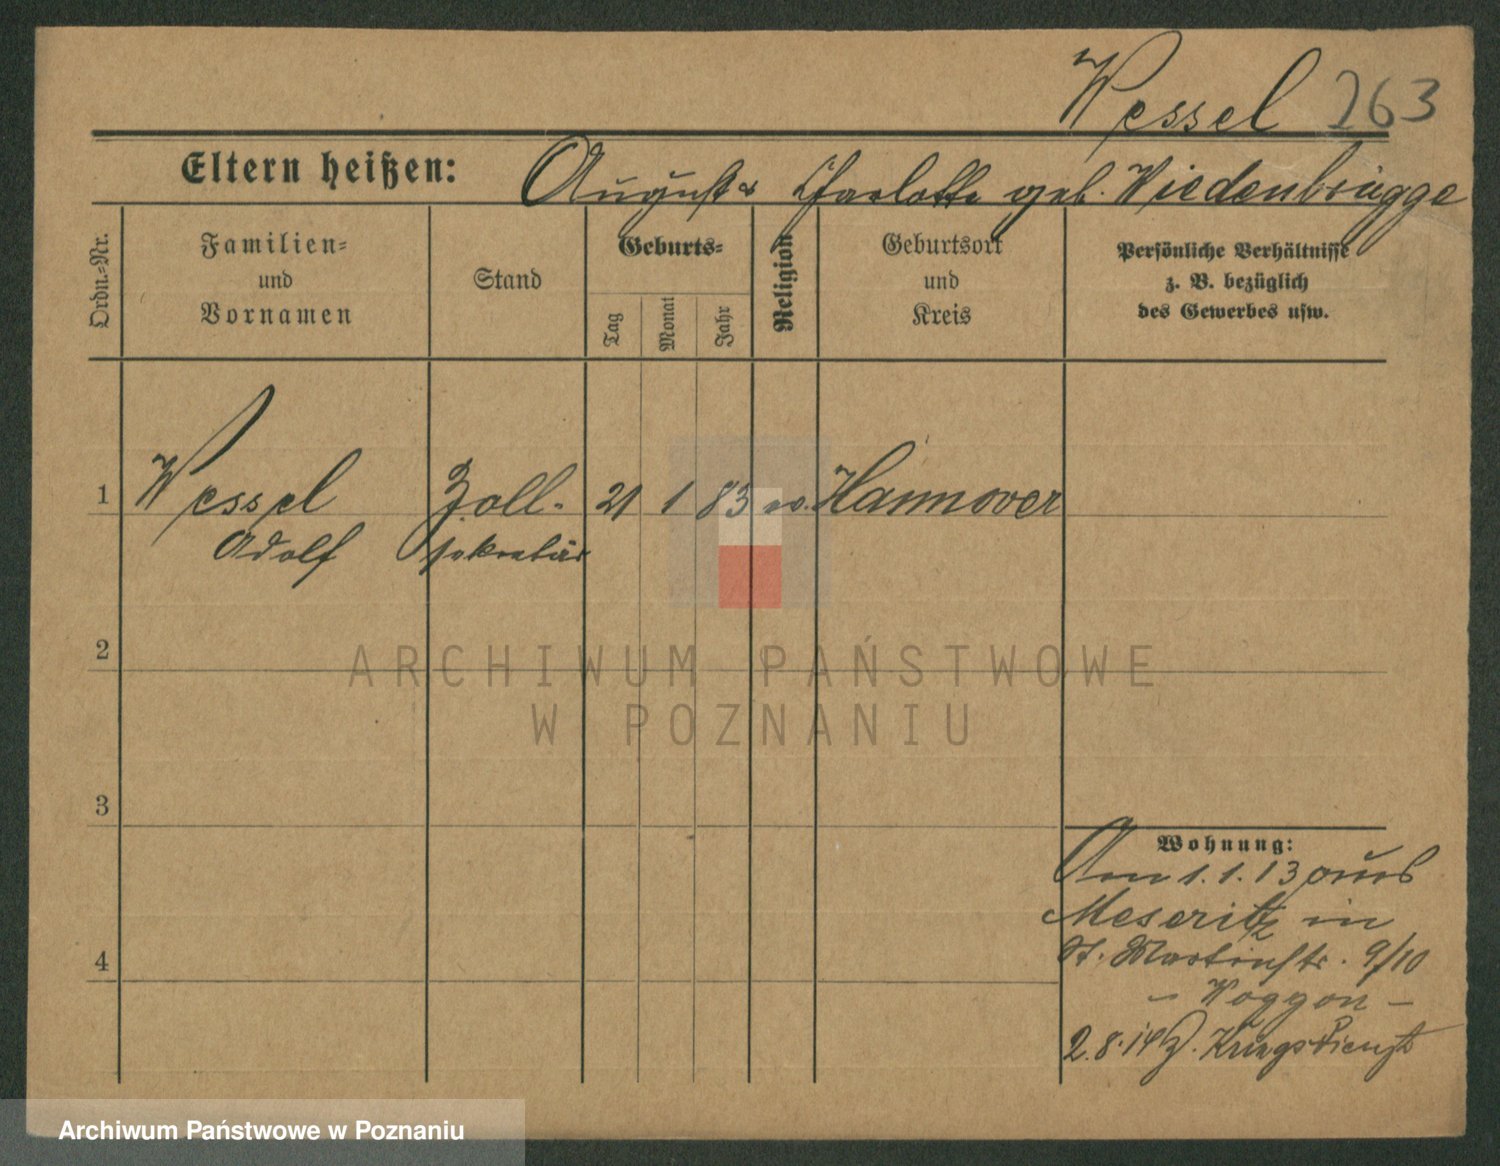 Wessel 263
Eltern heißen: August & Charlotte geb. Wiedenbrügge
Ordn.-Nr.
Familien-
und
Vornamen
Stand
Geburts-
Tag
Monat
Jahr
Religion
Geburtsort
und
Kreis
Persönliche Verhältnisse
z. B. bezüglich
des Gewerbes usw.
1 Wessel Zoll- 21 1 83 ev. Hannover
Adolf sekretär
2
3
4
Wohnung:
Am 1.1.13 aus
Meseritz in
St. Martinstr. 9/10
- Woggon -
2.8.14 z. Kriegsdienst
ARCHIWUM PAŃSTWOWE
W POZNANIU
Archiwum Państwowe w Poznaniu